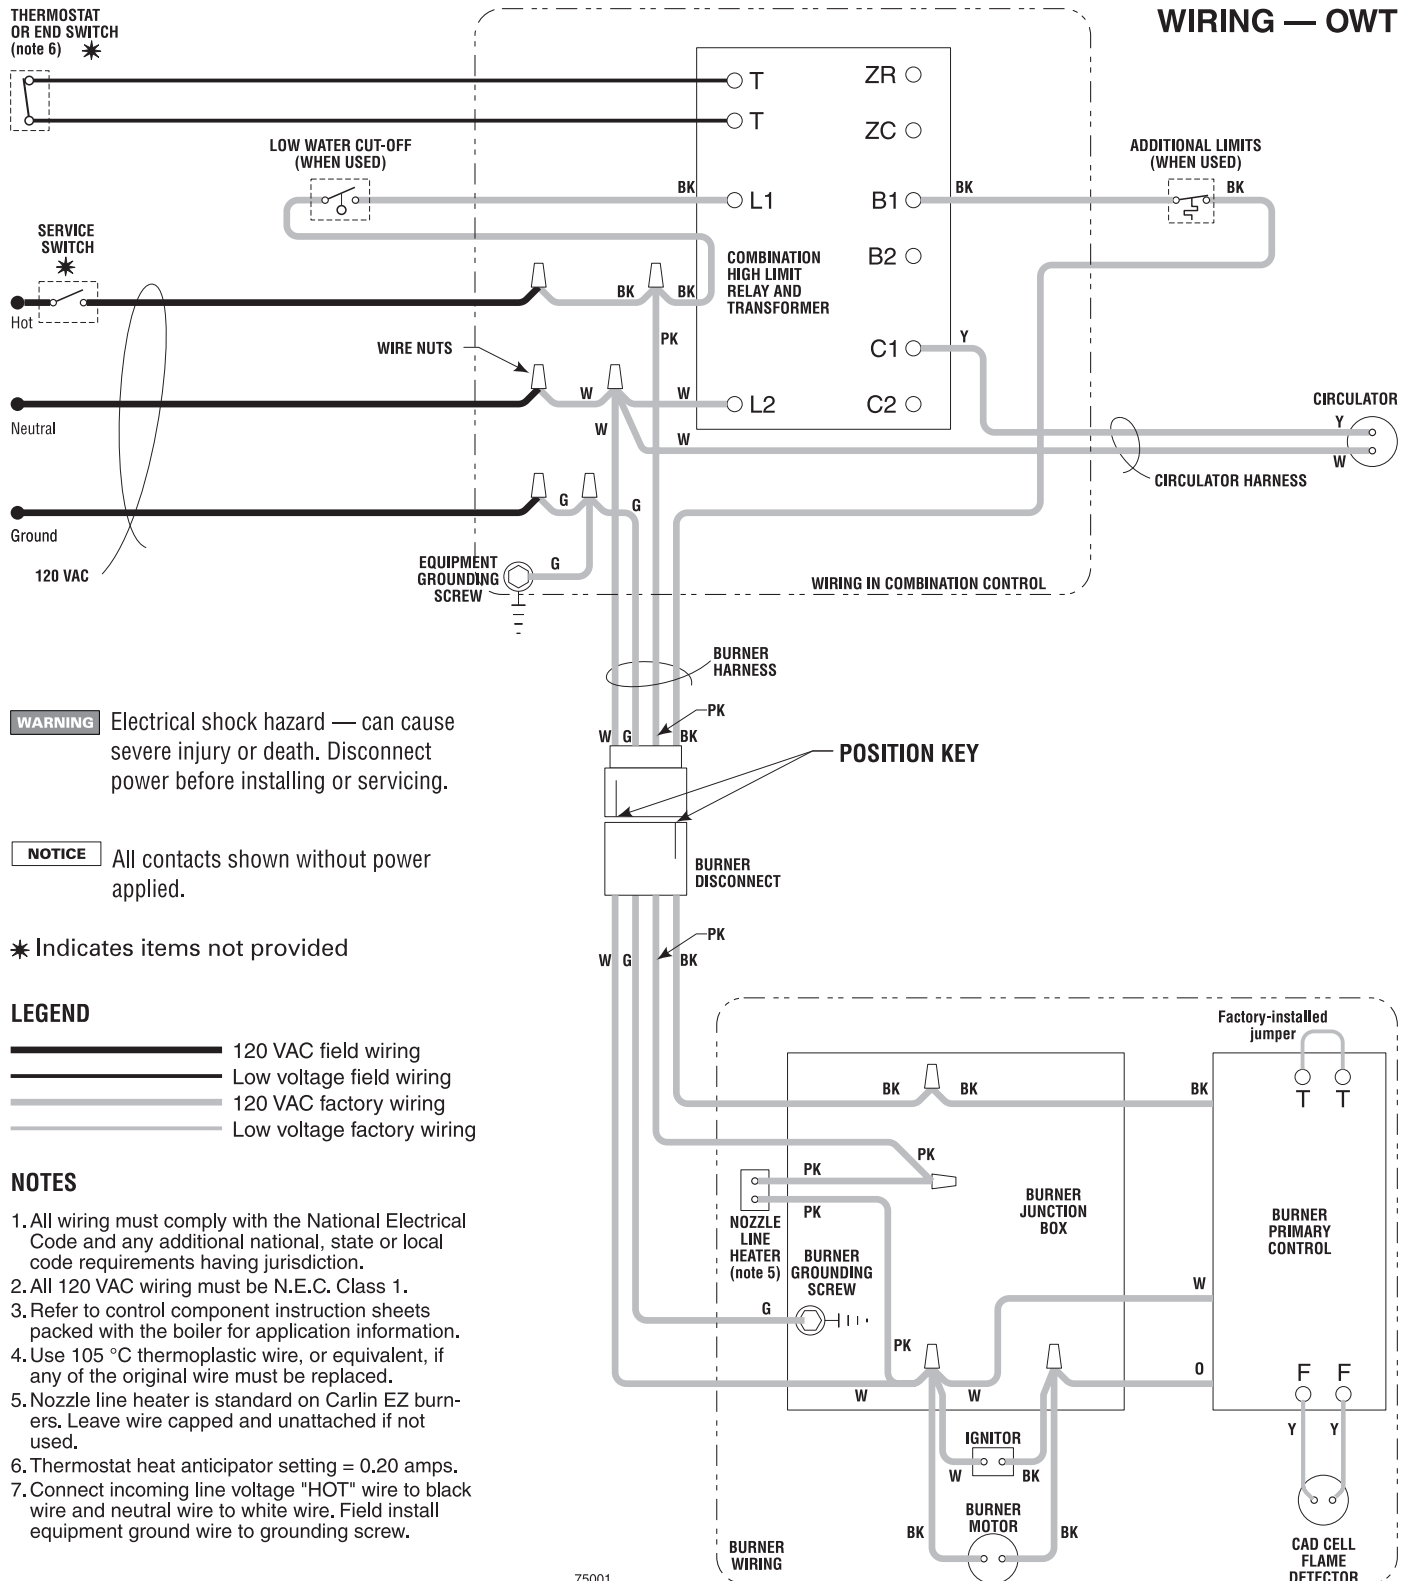 WIRING — OWT
THERMOSTAT
OR END SWITCH
(note 6) ✷
T
T
ZR
ZC
LOW WATER CUT-OFF
(WHEN USED)
BK
L1
B1
BK
ADDITIONAL LIMITS
(WHEN USED)
BK
B2
SERVICE
SWITCH
✷
Hot
BK
BK
PK
COMBINATION
HIGH LIMIT
RELAY AND
TRANSFORMER
C1
Y
WIRE NUTS
W
W
W
W
L2
C2
Neutral
CIRCULATOR
Y
W
CIRCULATOR HARNESS
Ground
G
G
G
120 VAC
EQUIPMENT
GROUNDING
SCREW
WIRING IN COMBINATION CONTROL
BURNER
HARNESS
PK
W
G
BK
POSITION KEY
BURNER
DISCONNECT
PK
W
G
BK
WARNING Electrical shock hazard — can cause
severe injury or death. Disconnect
power before installing or servicing.
NOTICE All contacts shown without power
applied.
✷ Indicates items not provided
LEGEND
120 VAC field wiring
Low voltage field wiring
120 VAC factory wiring
Low voltage factory wiring
NOTES
1. All wiring must comply with the National Electrical
Code and any additional national, state or local
code requirements having jurisdiction.
2. All 120 VAC wiring must be N.E.C. Class 1.
3. Refer to control component instruction sheets
packed with the boiler for application information.
4. Use 105 °C thermoplastic wire, or equivalent, if
any of the original wire must be replaced.
5. Nozzle line heater is standard on Carlin EZ burn-
ers. Leave wire capped and unattached if not
used.
6. Thermostat heat anticipator setting = 0.20 amps.
7. Connect incoming line voltage "HOT" wire to black
wire and neutral wire to white wire. Field install
equipment ground wire to grounding screw.
Factory-installed
jumper
T
T
BK
BK
BK
PK
PK
PK
NOZZLE
LINE
HEATER
(note 5)
BURNER
GROUNDING
SCREW
BURNER
JUNCTION
BOX
BURNER
PRIMARY
CONTROL
G
W
PK
W
W
O
F
F
Y
Y
IGNITOR
W
BK
BURNER
MOTOR
BK
BK
BURNER
WIRING
CAD CELL
FLAME
DETECTOR
75001